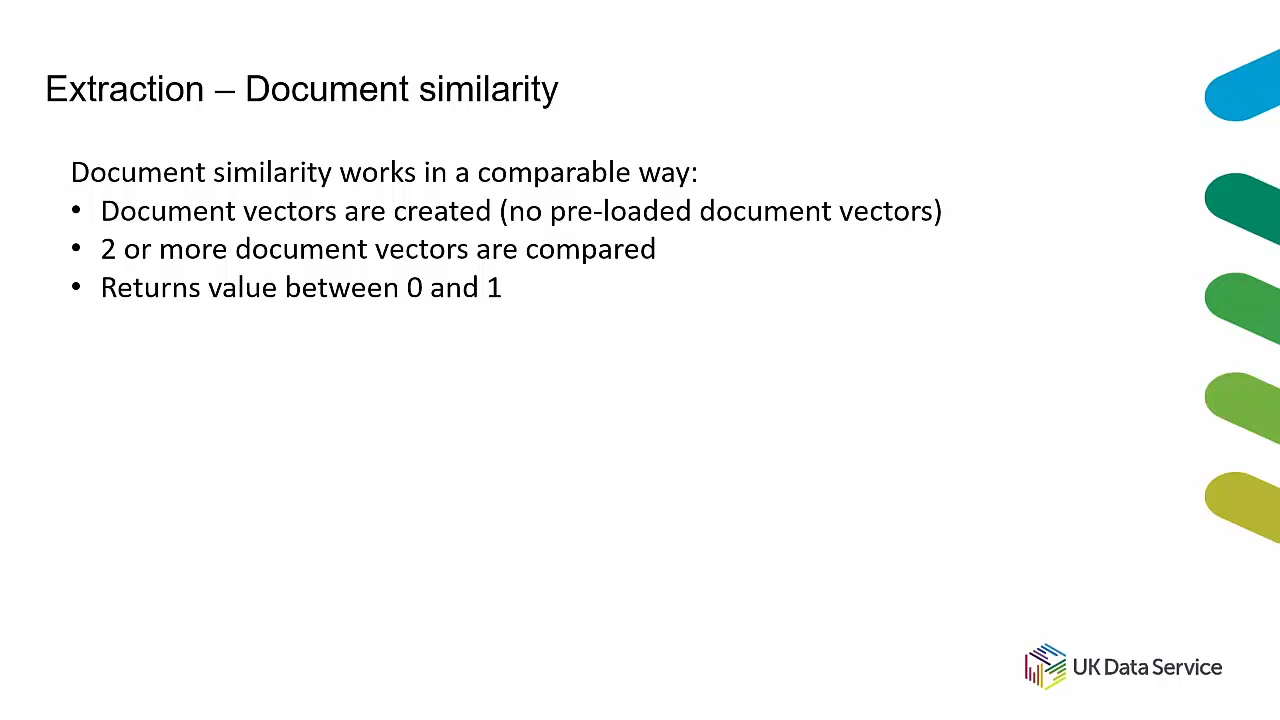 Extraction – Document similarity
Document similarity works in a comparable way:
• Document vectors are created (no pre-loaded document vectors)
• 2 or more document vectors are compared
• Returns value between 0 and 1
UK Data Service